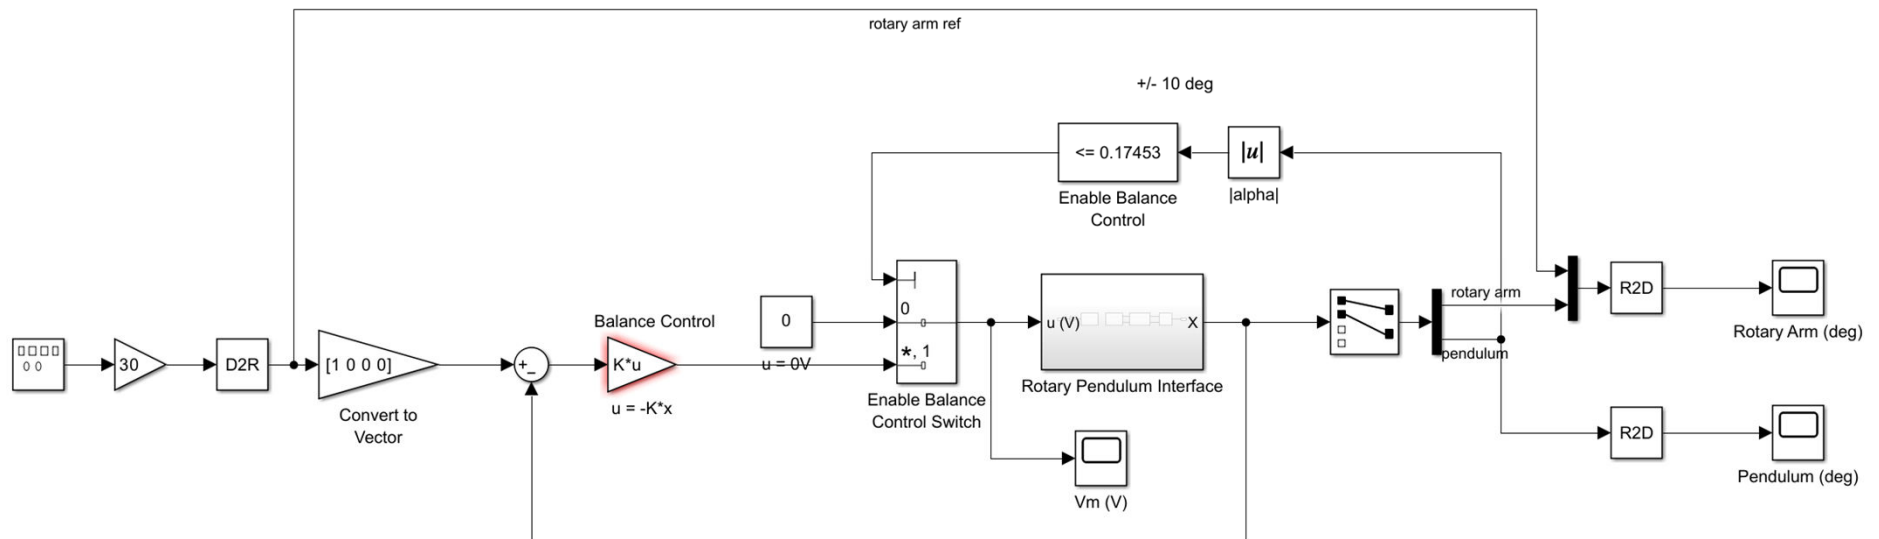 rotary arm ref
+/- 10 deg
<= 0.17453
|u|
Enable Balance
Control
|alpha|
30
D2R
[1 0 0 0]
Convert to
Vector
+
−
Balance Control
K*u
u = -K*x
0
u = 0V
0
*, 1
Enable Balance
Control Switch
u (V)
X
Rotary Pendulum Interface
Vm (V)
rotary arm
pendulum
R2D
Rotary Arm (deg)
R2D
Pendulum (deg)